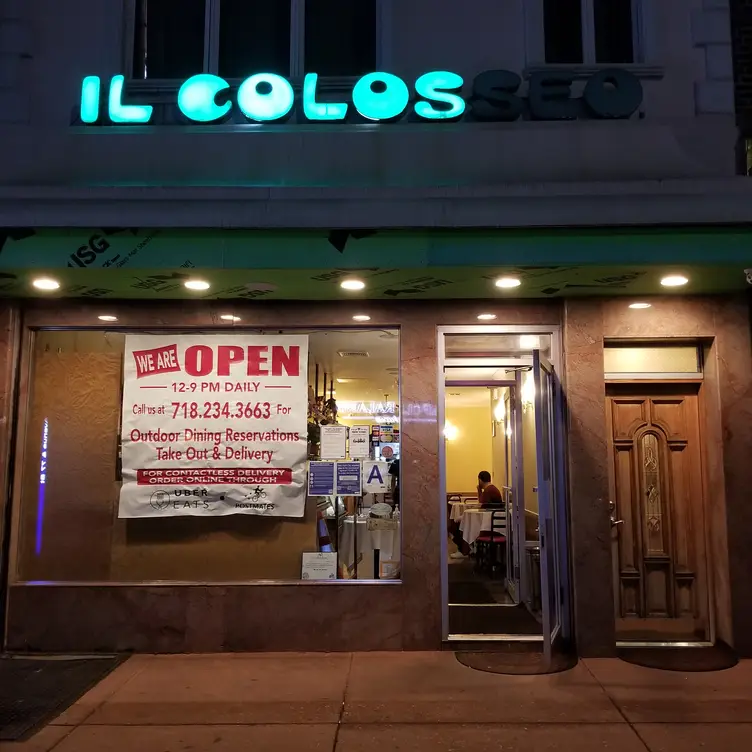 IL COLOSSEO
USG
WE ARE OPEN
12-9 PM DAILY
Call us at 718.234.3663 For
Outdoor Dining Reservations
Take Out & Delivery
FOR CONTACTLESS DELIVERY
ORDER ONLINE THROUGH
UBER
EATS
POSTMATES
A